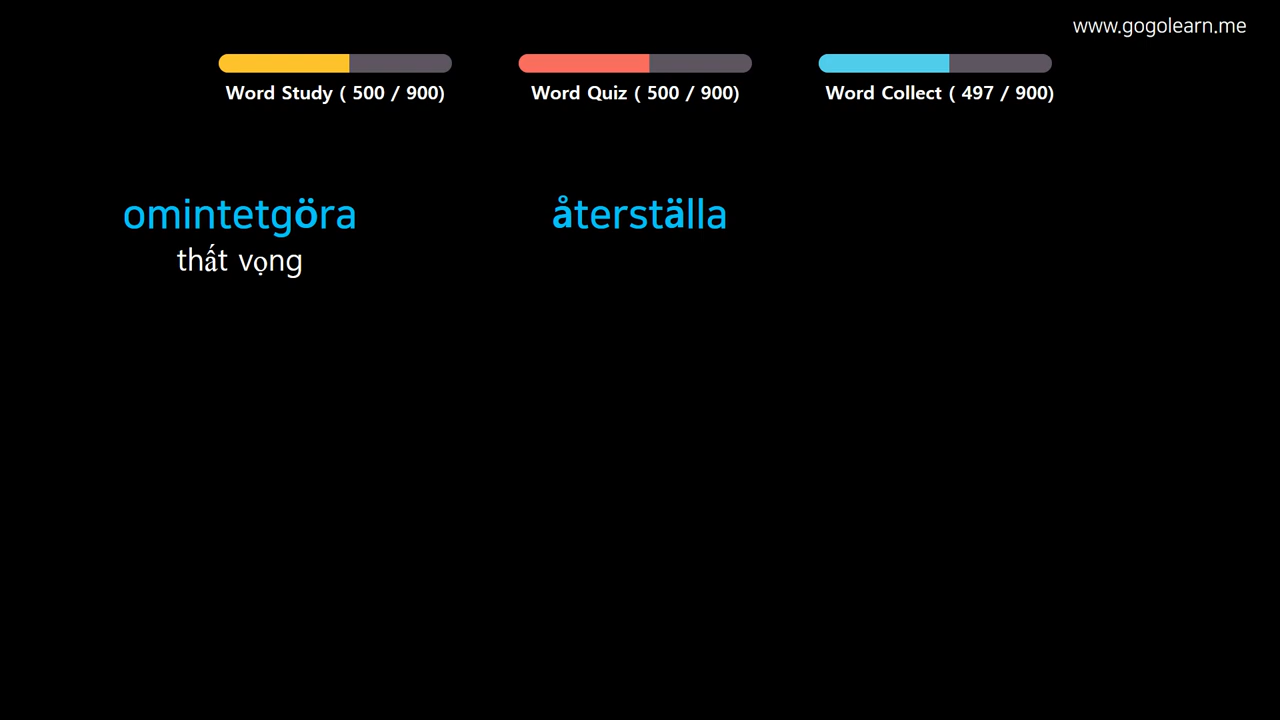 www.gogolearn.me
Word Study ( 500 / 900)
Word Quiz ( 500 / 900)
Word Collect ( 497 / 900)
omintetgöra
återställa
thất vọng